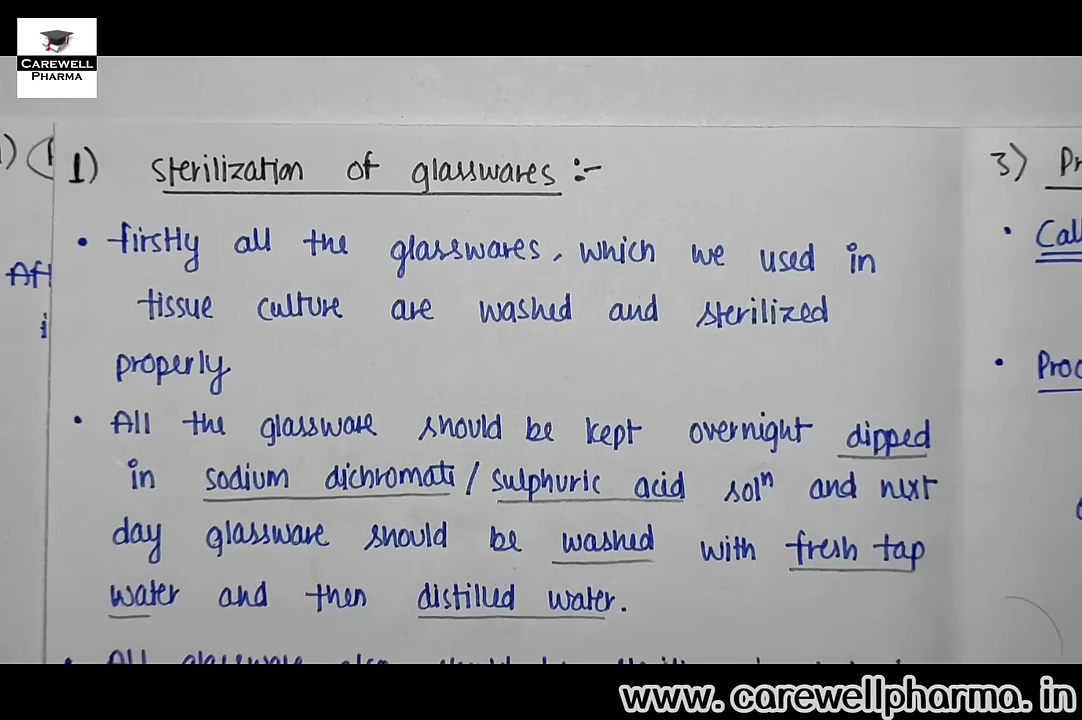 CAREWELL
PHARMA
1) Sterilization of glasswares :-
• firstly all the glasswares, which we used in
tissue culture are washed and sterilized
properly
• All the glassware should be kept overnight dipped
in sodium dichromate / sulphuric acid solⁿ and next
day glassware should be washed with fresh tap
water and then distilled water.
3) Pr
• Cal
• Proc
Aft
i
www.carewellpharma.in